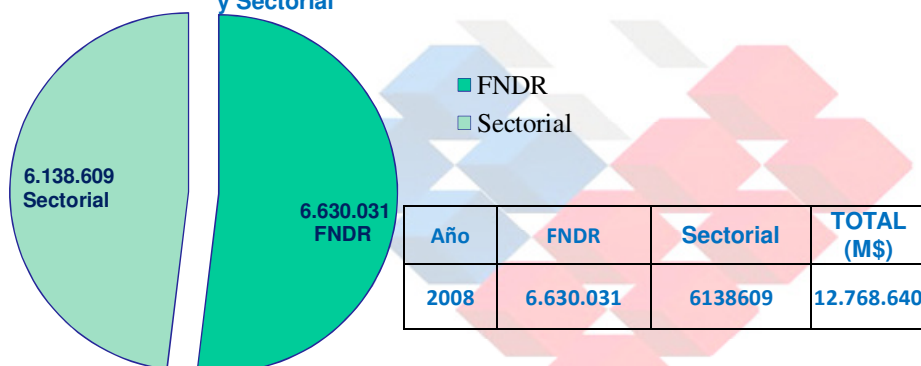 y Sectorial
FNDR
Sectorial
6.138.609
Sectorial
6.630.031
FNDR
Año FNDR Sectorial TOTAL
(M$)
2008 6.630.031 6138609 12.768.640